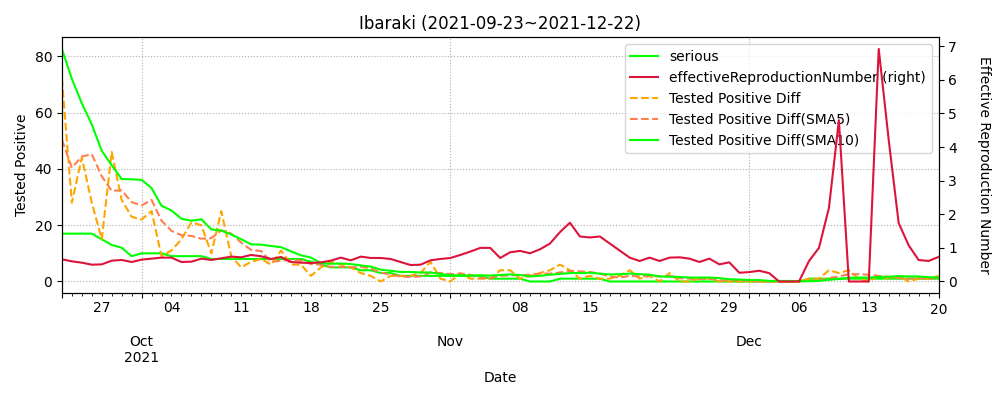 Ibaraki (2021-09-23~2021-12-22)
serious
effectiveReproductionNumber (right)
Tested Positive Diff
Tested Positive Diff(SMA5)
Tested Positive Diff(SMA10)
Tested Positive
80
60
40
20
0
7
6
5
4
3
2
1
0
Effective Reproduction Number
27 04 11 18 25 08 15 22 29 06 13 20
Oct Nov Dec
2021
Date